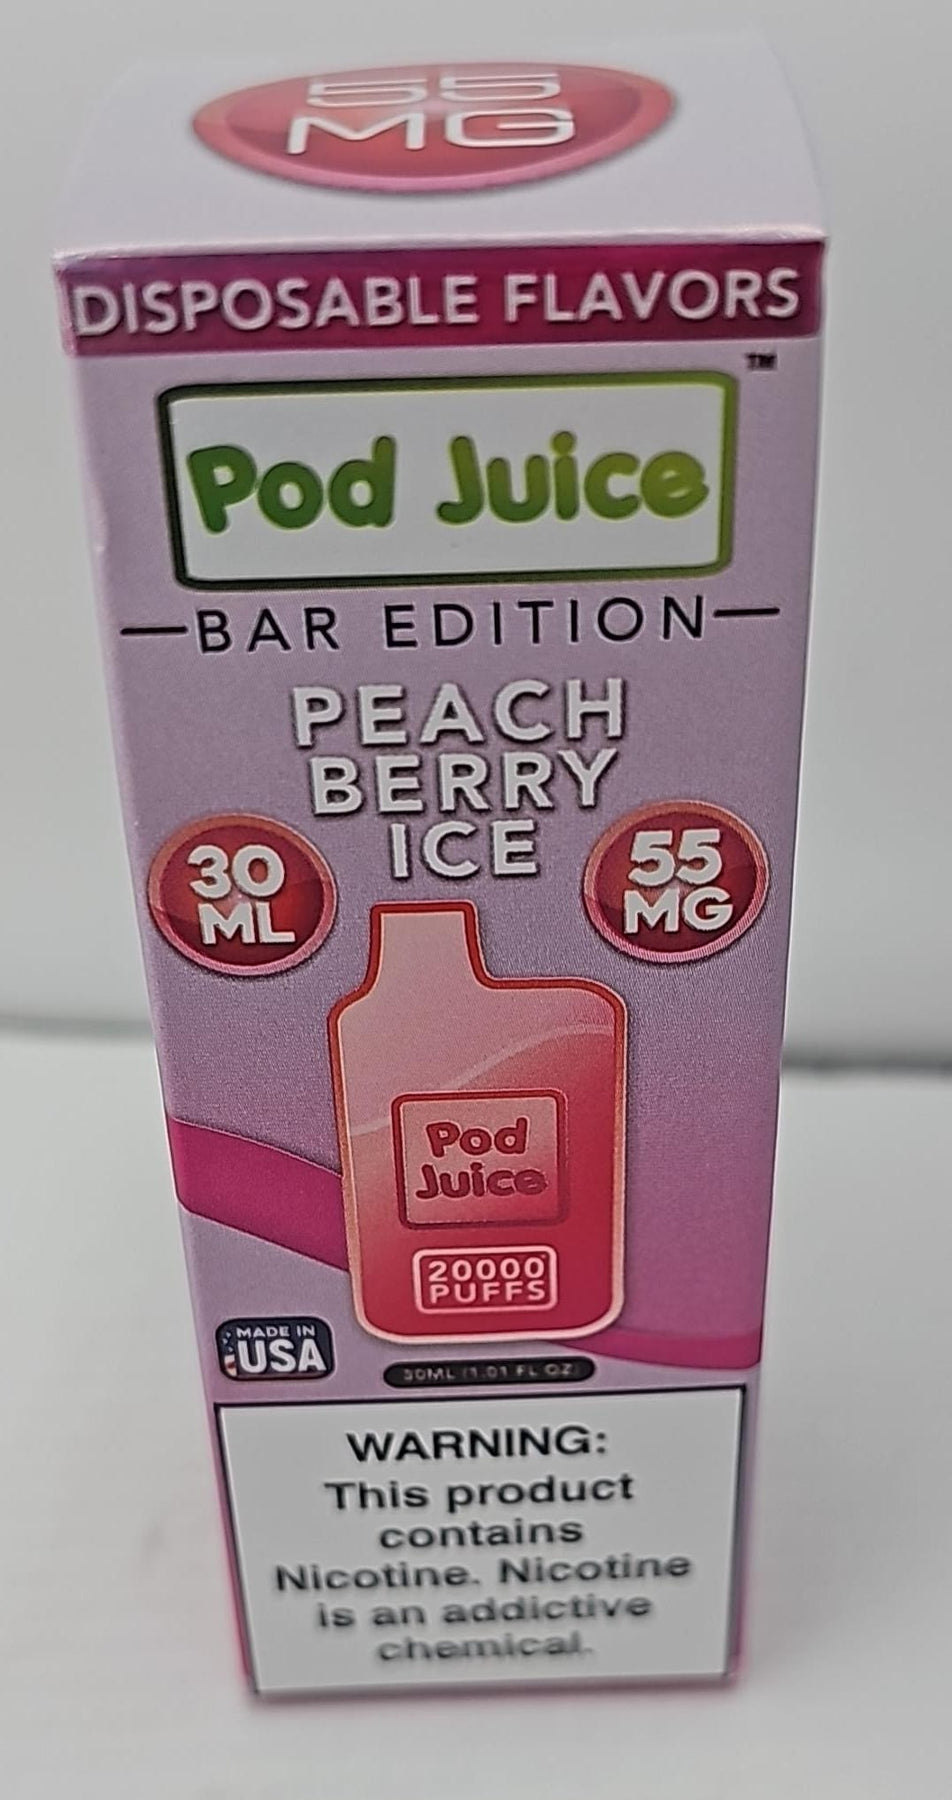 55
MG
DISPOSABLE FLAVORS
TM
Pod Juice
BAR EDITION
PEACH
BERRY
ICE
30
ML
55
MG
Pod
Juice
20000
PUFFS
MADE IN
USA
30ML (1.01 FL OZ)
WARNING:
This product
contains
Nicotine. Nicotine
is an addictive
chemical.